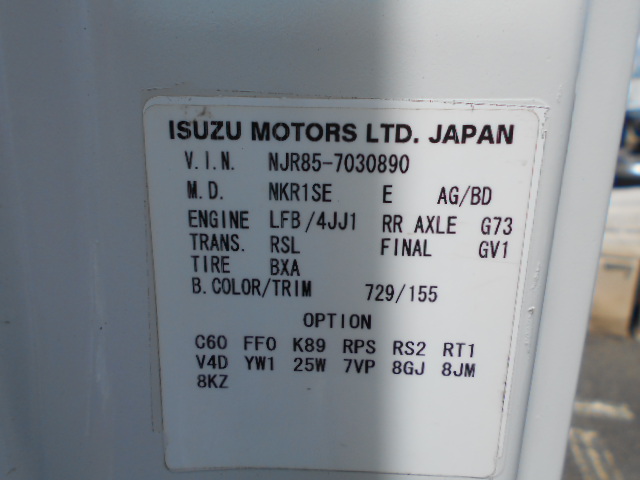 ISUZU MOTORS LTD. JAPAN
V.I.N. NJR85-7030890
M.D. NKR1SE E AG/BD
ENGINE LFB/4JJ1 RR AXLE G73
TRANS. RSL FINAL GV1
TIRE BXA
B.COLOR/TRIM 729/155
OPTION
C60 FF0 K89 RPS RS2 RT1
V4D YW1 25W 7VP 8GJ 8JM
8KZ